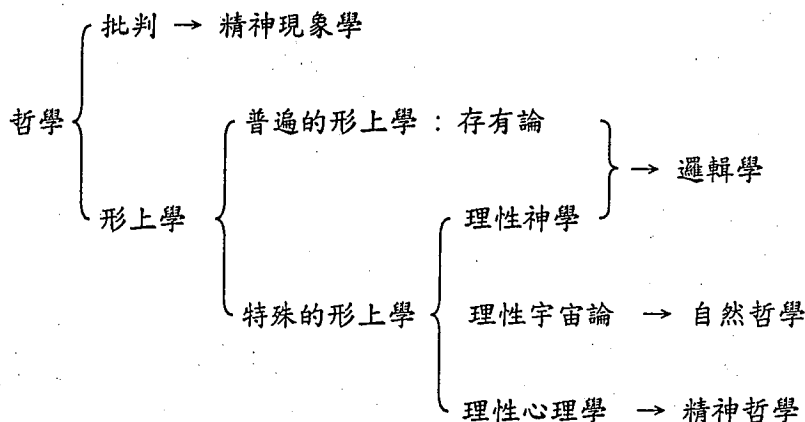 批判 → 精神現象學
哲學
普遍的形上學：存有論
→ 邏輯學
形上學
理性神學
特殊的形上學
理性宇宙論 → 自然哲學
理性心理學 → 精神哲學